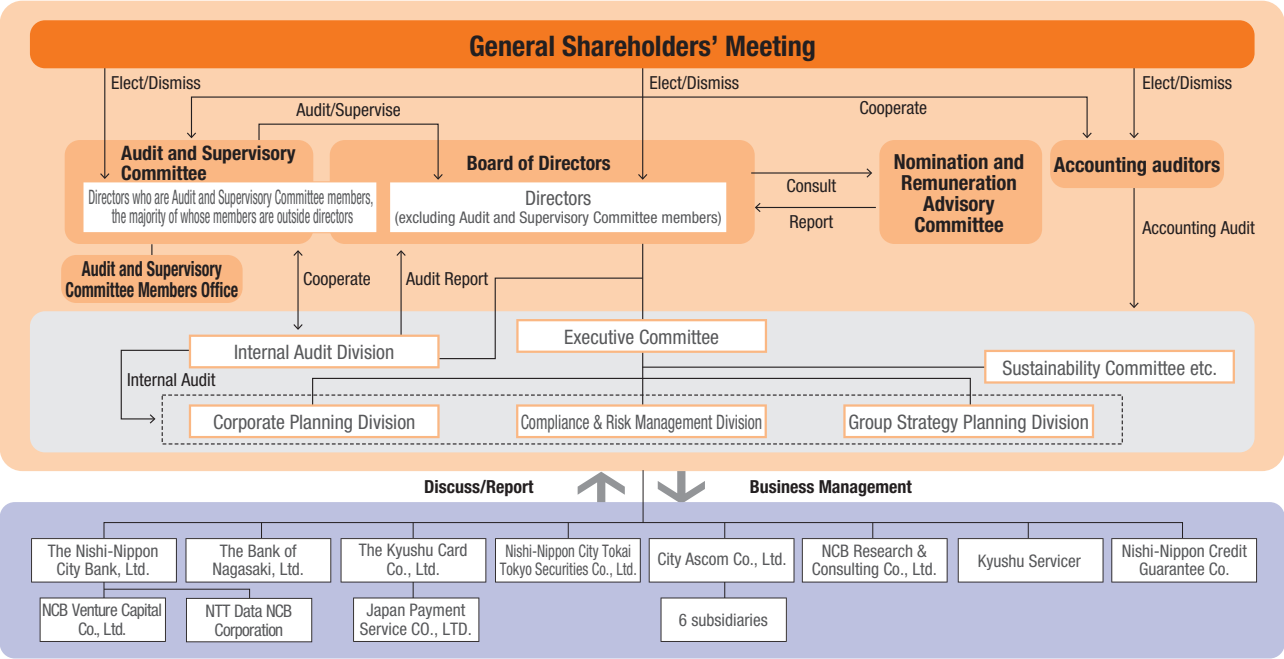 General Shareholders' Meeting
Elect/Dismiss
Elect/Dismiss
Elect/Dismiss
Audit/Supervise
Cooperate
Audit and Supervisory
Committee
Directors who are Audit and Supervisory Committee members,
the majority of whose members are outside directors
Board of Directors
Directors
(excluding Audit and Supervisory Committee members)
Consult
Report
Nomination and
Remuneration
Advisory
Committee
Accounting auditors
Accounting Audit
Audit and Supervisory
Committee Members Office
Cooperate
Audit Report
Internal Audit Division
Executive Committee
Sustainability Committee etc.
Internal Audit
Corporate Planning Division
Compliance & Risk Management Division
Group Strategy Planning Division
Discuss/Report
Business Management
The Nishi-Nippon
City Bank, Ltd.
The Bank of
Nagasaki, Ltd.
The Kyushu Card
Co., Ltd.
Nishi-Nippon City Tokai
Tokyo Securities Co., Ltd.
City Ascom Co., Ltd.
NCB Research &
Consulting Co., Ltd.
Kyushu Servicer
Nishi-Nippon Credit
Guarantee Co.
NCB Venture Capital
Co., Ltd.
NTT Data NCB
Corporation
Japan Payment
Service CO., LTD.
6 subsidiaries